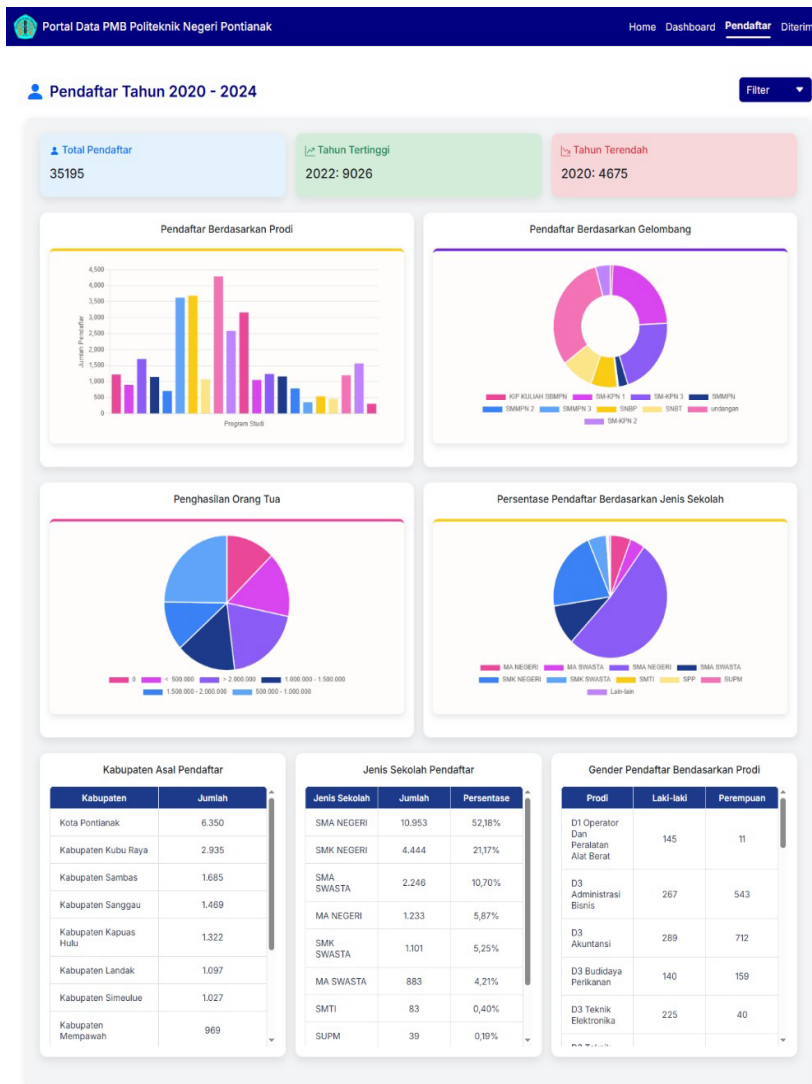 Portal Data PMB Politeknik Negeri Pontianak
Home Dashboard Pendaftar Diterim
Pendaftar Tahun 2020 - 2024
Filter
Total Pendaftar
35195
Tahun Tertinggi
2022: 9026
Tahun Terendah
2020: 4675
Pendaftar Berdasarkan Prodi
4,500
4,000
3,500
3,000
2,500
2,000
1,500
1,000
500
0
Jumlah Pendaftar
Program Studi
Pendaftar Berdasarkan Gelombang
KIP KULIAH SBMPN SM-KPN 1 SM-KPN 3 SMMPN
SMMPN 2 SMMPN 3 SNBP SNBT undangan
SM-KPN 2
Penghasilan Orang Tua
0 < 500.000 > 2.000.000 1.000.000 - 1.500.000
1.500.000 - 2.000.000 500.000 - 1.000.000
Persentase Pendaftar Berdasarkan Jenis Sekolah
MA NEGERI MA SWASTA SMA NEGERI SMA SWASTA
SMK NEGERI SMK SWASTA SMTI SPP SUPM
Lain-lain
Kabupaten Asal Pendaftar
Kabupaten Jumlah
Kota Pontianak 6.350
Kabupaten Kubu Raya 2.935
Kabupaten Sambas 1.685
Kabupaten Sanggau 1.469
Kabupaten Kapuas
Hulu 1.322
Kabupaten Landak 1.097
Kabupaten Simeulue 1.027
Kabupaten
Mempawah 969
Jenis Sekolah Pendaftar
Jenis Sekolah Jumlah Persentase
SMA NEGERI 10.953 52,18%
SMK NEGERI 4.444 21,17%
SMA
SWASTA 2.246 10,70%
MA NEGERI 1.233 5,87%
SMK
SWASTA 1.101 5,25%
MA SWASTA 883 4,21%
SMTI 83 0,40%
SUPM 39 0,19%
Gender Pendaftar Bendasarkan Prodi
Prodi Laki-laki Perempuan
D1 Operator
Dan
Peralatan
Alat Berat 145 11
D3
Administrasi
Bisnis 267 543
D3
Akuntansi 289 712
D3 Budidaya
Perikanan 140 159
D3 Teknik
Elektronika 225 40